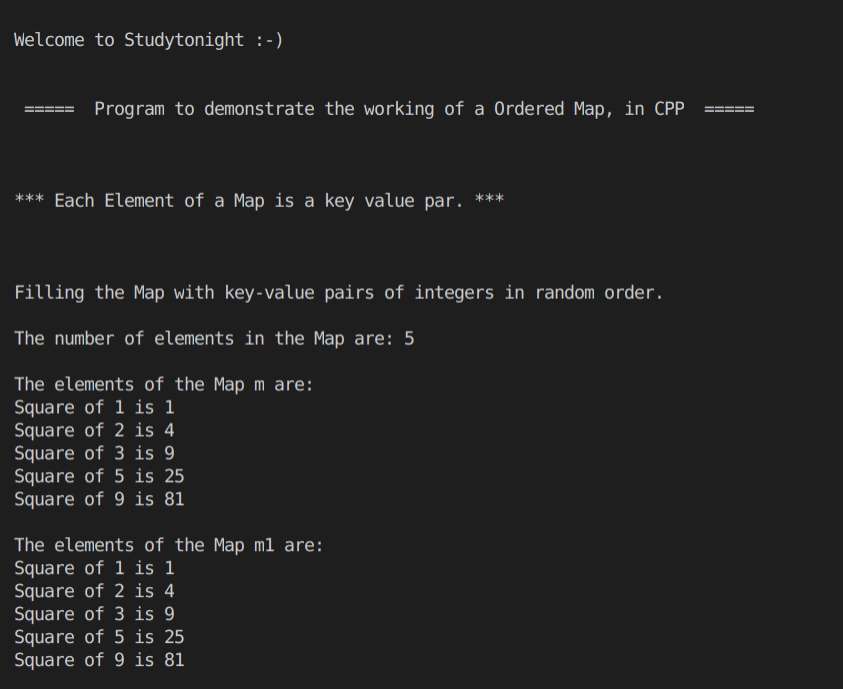 Welcome to Studytonight :-)
===== Program to demonstrate the working of a Ordered Map, in CPP =====
*** Each Element of a Map is a key value par. ***
Filling the Map with key-value pairs of integers in random order.
The number of elements in the Map are: 5
The elements of the Map m are:
Square of 1 is 1
Square of 2 is 4
Square of 3 is 9
Square of 5 is 25
Square of 9 is 81
The elements of the Map m1 are:
Square of 1 is 1
Square of 2 is 4
Square of 3 is 9
Square of 5 is 25
Square of 9 is 81